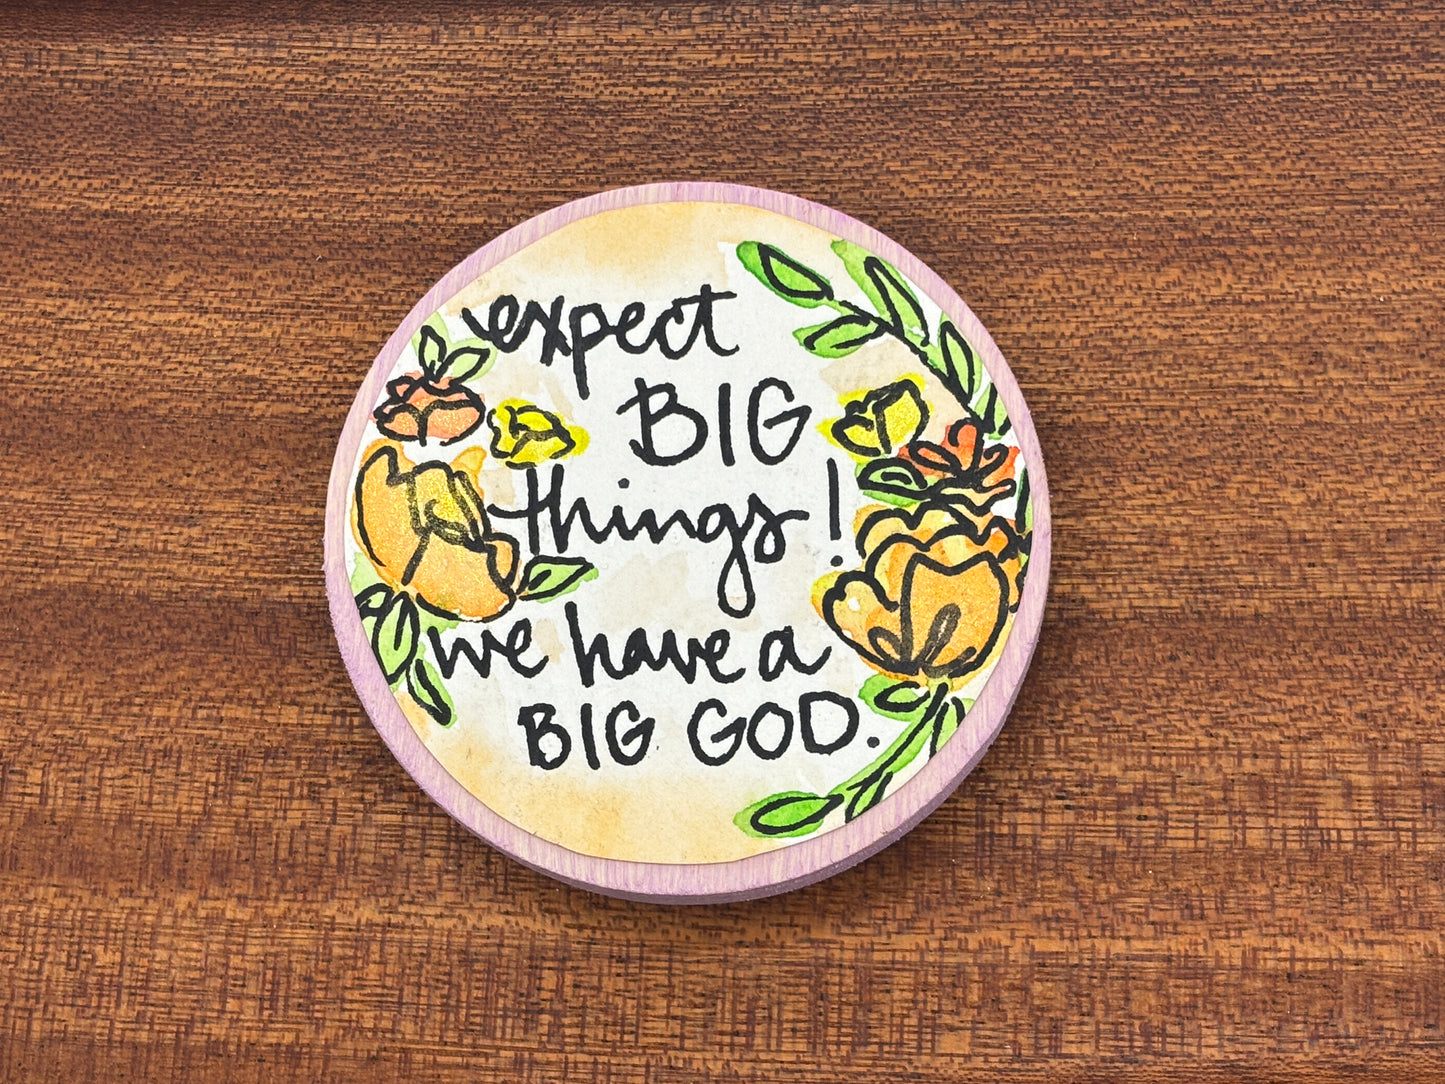 expect
BIG
things!
we have a
BIG GOD.